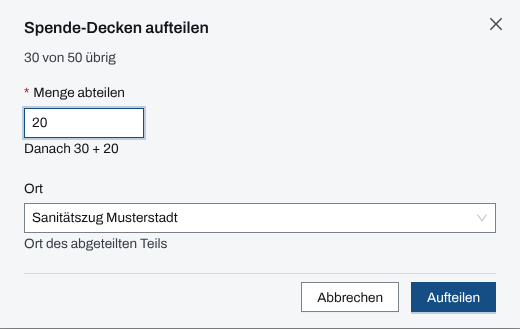 Spende-Decken aufteilen
30 von 50 übrig
* Menge abteilen
20
Danach 30 + 20
Ort
Sanitätszug Musterstadt
Ort des abgeteilten Teils
Abbrechen
Aufteilen